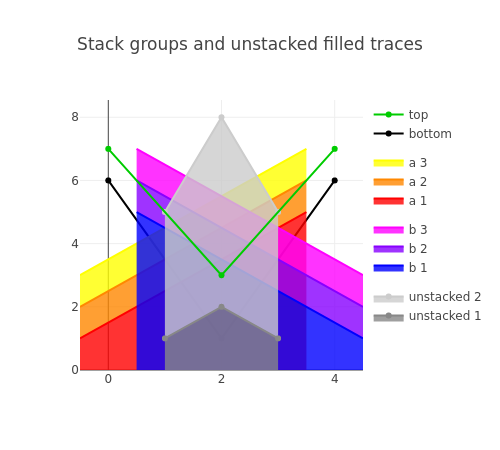 Stack groups and unstacked filled traces
8
6
4
2
0
0 2 4
top
bottom
a 3
a 2
a 1
b 3
b 2
b 1
unstacked 2
unstacked 1